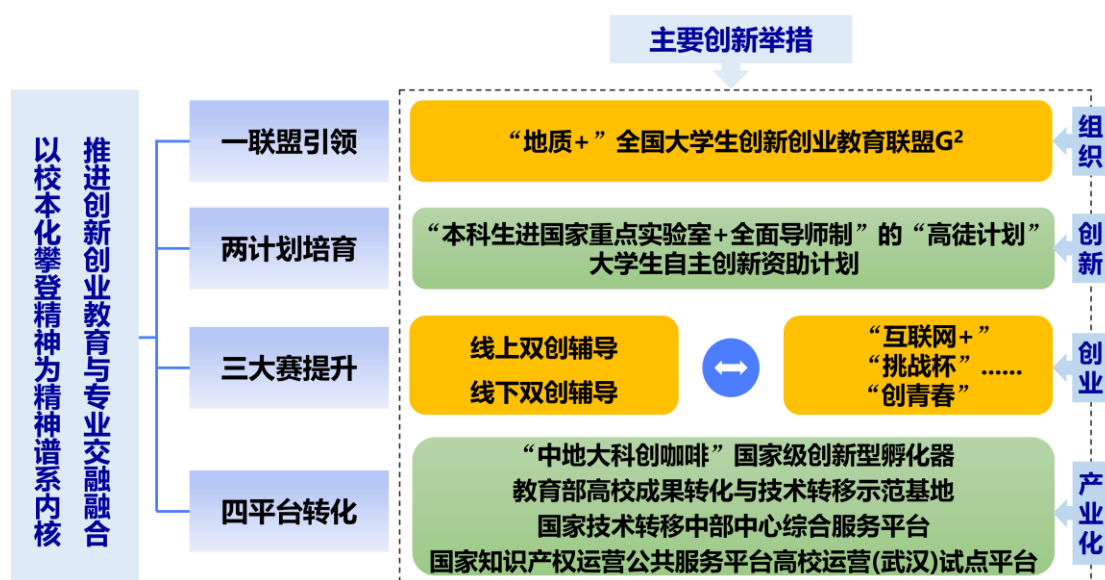 主要创新举措
推进创新创业教育与专业交融融合
以校本化攀登精神为精神谱系内核
一联盟引领
“地质+”全国大学生创新创业教育联盟G²
组织
两计划培育
“本科生进国家重点实验室+全面导师制”的“高徒计划”
大学生自主创新资助计划
创新
三大赛提升
线上双创辅导
线下双创辅导
“互联网+”
“挑战杯”……
“创青春”
创业
四平台转化
“中地大科创咖啡”国家级创新型孵化器
教育部高校成果转化与技术转移示范基地
国家技术转移中部中心综合服务平台
国家知识产权运营公共服务平台高校运营(武汉)试点平台
产业化